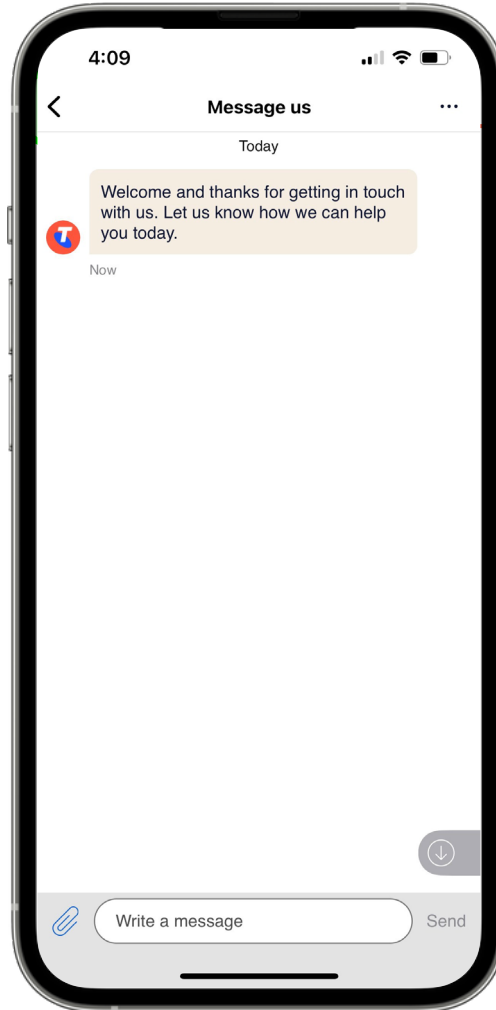 4:09
Message us
Today
Welcome and thanks for getting in touch
with us. Let us know how we can help
you today.
T
Now
Write a message
Send